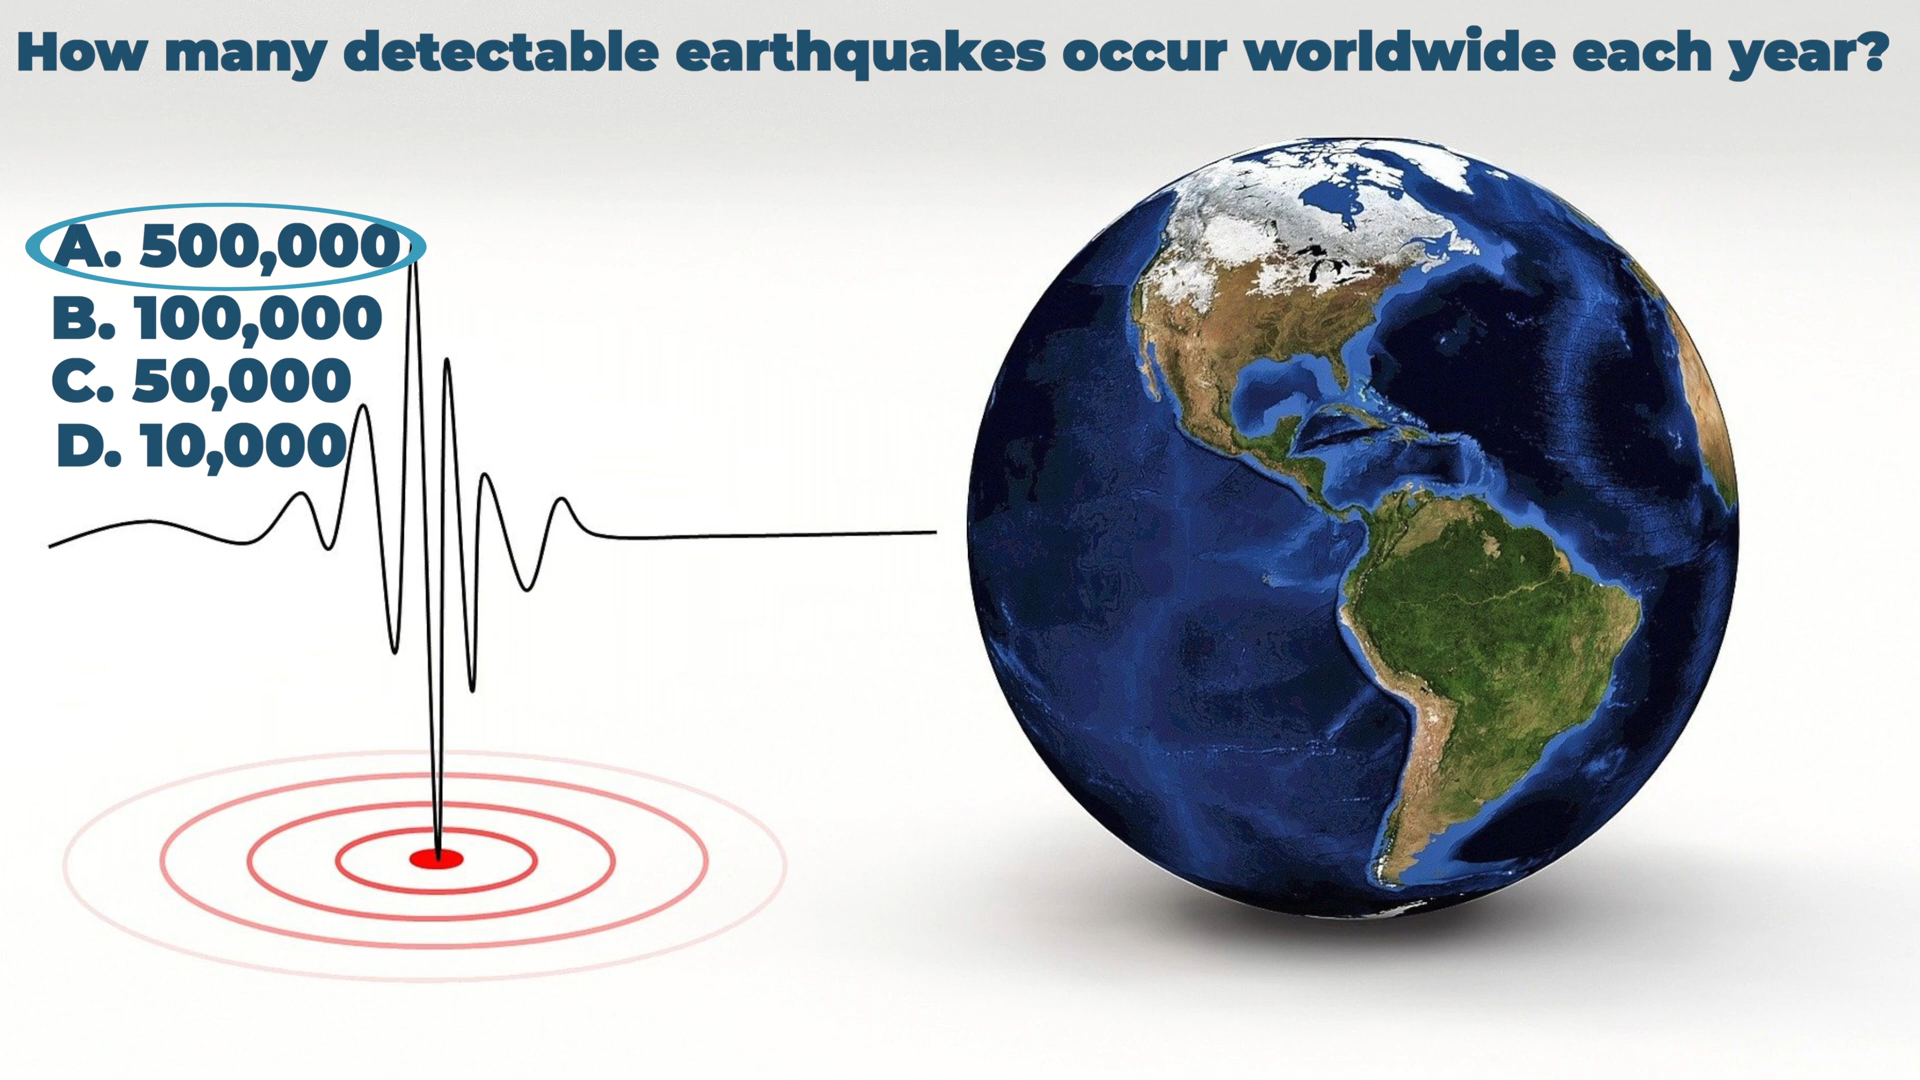 How many detectable earthquakes occur worldwide each year?
A. 500,000
B. 100,000
C. 50,000
D. 10,000